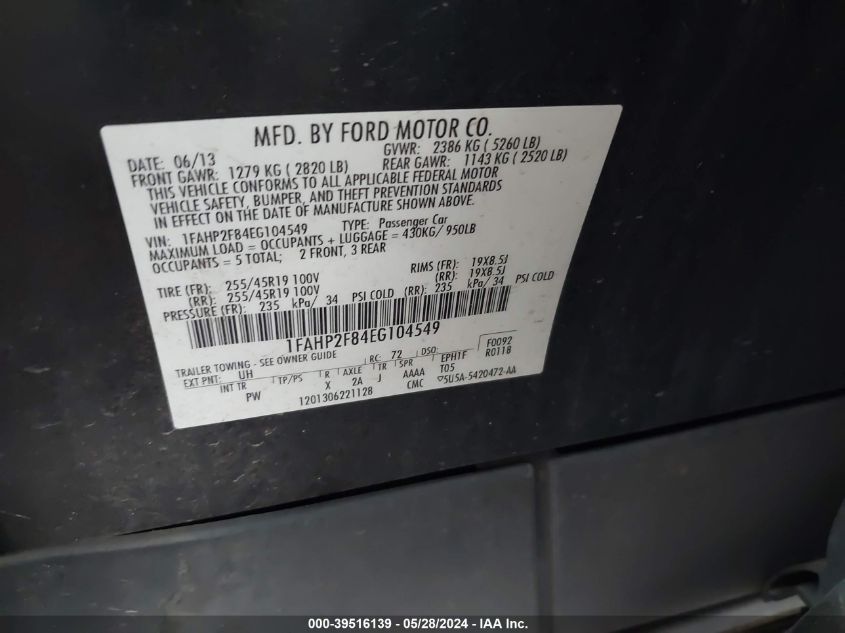 MFD. BY FORD MOTOR CO.
DATE: 06/13 GVWR: 2386 KG ( 5260 LB)
FRONT GAWR: 1279 KG ( 2820 LB) REAR GAWR: 1143 KG ( 2520 LB)
THIS VEHICLE CONFORMS TO ALL APPLICABLE FEDERAL MOTOR
VEHICLE SAFETY, BUMPER, AND THEFT PREVENTION STANDARDS
IN EFFECT ON THE DATE OF MANUFACTURE SHOWN ABOVE.
VIN: 1FAHP2F84EG104549 TYPE: Passenger Car
MAXIMUM LOAD = OCCUPANTS + LUGGAGE = 430KG/ 950LB
OCCUPANTS = 5 TOTAL; 2 FRONT, 3 REAR
TIRE (FR): 255/45R19 100V RIMS (FR): 19X8.5J
(RR): 255/45R19 100V (RR): 19X8.5J
PRESSURE (FR): 235 kPa/ 34 PSI COLD (RR): 235 kPa/ 34 PSI COLD
1FAHP2F84EG104549
TRAILER TOWING - SEE OWNER GUIDE RC: 72 DSO: F0092
EXT PNT: UH R AXLE TR SPR EPH1F R0118
INT TR TP/PS X 2A J AAAA T05
PW 1201306221128 CMC ▽5U5A-5420472-AA
000-39516139 - 05/28/2024 - IAA Inc.